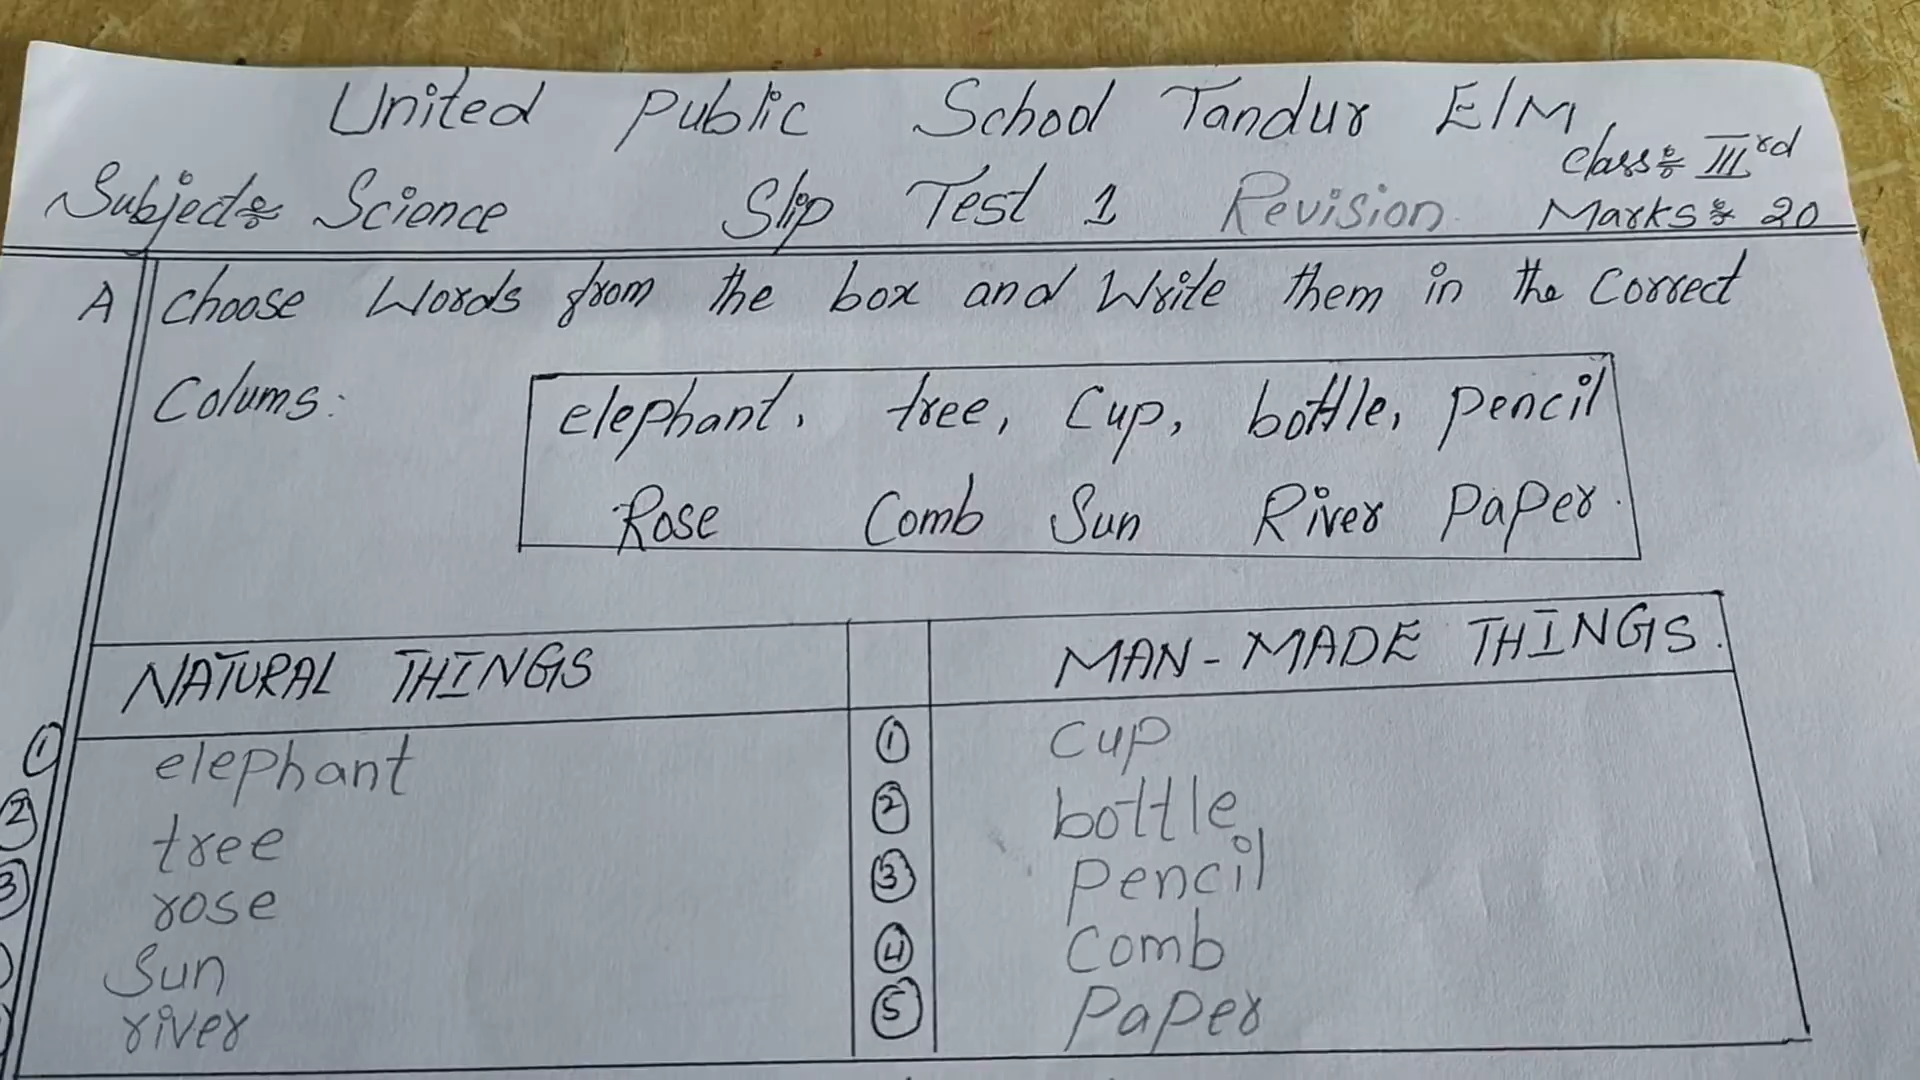 United Public School Tandur E/M
Class: IIIrd
Subject: Science Slip Test 1 Revision Marks: 20
A Choose Words from the box and Write them in the Correct
Colums:
elephant, tree, Cup, bottle, pencil
Rose Comb Sun River Paper.
NATURAL THINGS MAN-MADE THINGS.
1 elephant 1 cup
2 tree 2 bottle
3 rose 3 Pencil
Sun 4 Comb
river 5 Paper